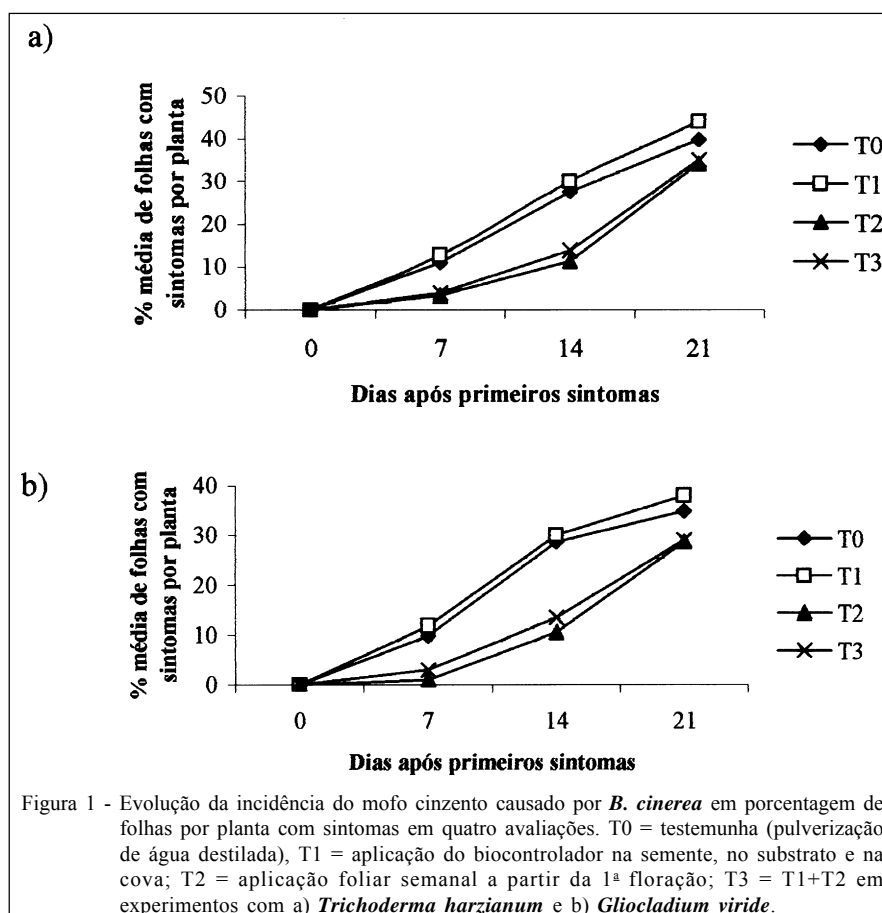 a)
% média de folhas com
sintomas por planta
50
40
30
20
10
0
0 7 14 21
Dias após primeiros sintomas
T0
T1
T2
T3
b)
% média de folhas com
sintomas por planta
40
30
20
10
0
0 7 14 21
Dias após primeiros sintomas
T0
T1
T2
T3
Figura 1 - Evolução da incidência do mofo cinzento causado por B. cinerea em porcentagem de
folhas por planta com sintomas em quatro avaliações. T0 = testemunha (pulverização
de água destilada), T1 = aplicação do biocontrolador na semente, no substrato e na
cova; T2 = aplicação foliar semanal a partir da 1ª floração; T3 = T1+T2 em
experimentos com a) Trichoderma harzianum e b) Gliocladium viride.